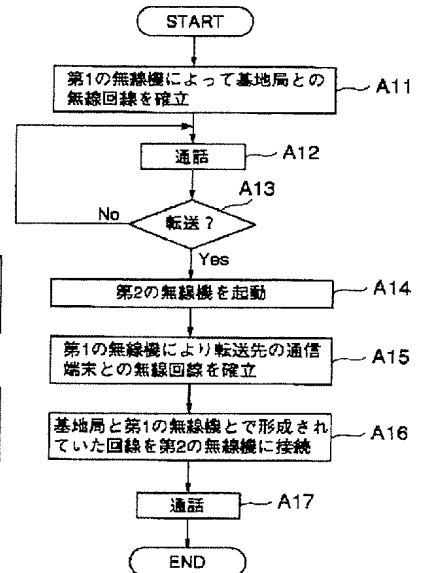 START
第1の無線機によって基地局との
無線回線を確立
A11
通話
A12
A13
転送？
No
Yes
第2の無線機を起動
A14
第1の無線機により転送先の通信
端末との無線回線を確立
A15
基地局と第1の無線機とで形成され
ていた回線を第2の無線機に接続
A16
通話
A17
END